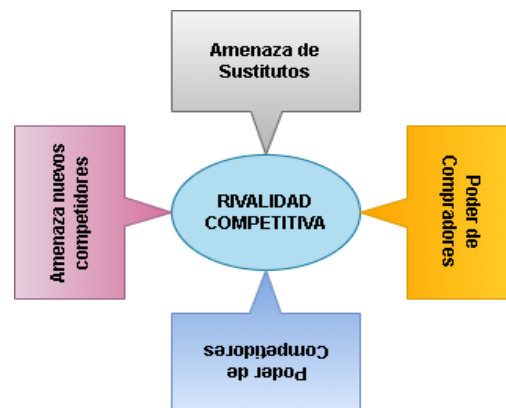 Amenaza de
Sustitutos
Amenaza nuevos
competidores
RIVALIDAD
COMPETITIVA
Poder de
Compradores
Poder de
Competidores